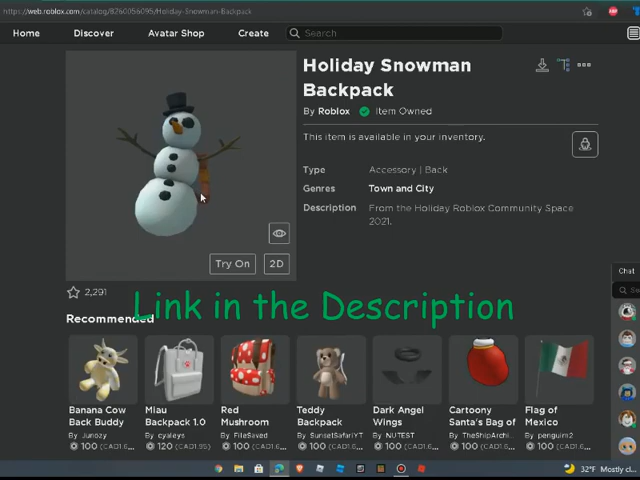 https://web.roblox.com/catalog/8260056095/Holiday-Snowman-Backpack
Home Discover Avatar Shop Create Search
Holiday Snowman Backpack
By Roblox Item Owned
This item is available in your inventory.
Type Accessory | Back
Genres Town and City
Description From the Holiday Roblox Community Space 2021.
Try On 2D
2,291
Link in the Description
Recommended
Chat
Banana Cow Back Buddy
By Junozy
100
Miau Backpack 1.0
By cyaleys
120 (CAD1.95)
Red Mushroom
By FileSaved
100
Teddy Backpack
By SunsetSafariYT
100
Dark Angel Wings
By NUTEST
100
Cartoony Santa's Bag of
By TheShipArchi...
100
Flag of Mexico
By penguim2
100
32°F Mostly cl...